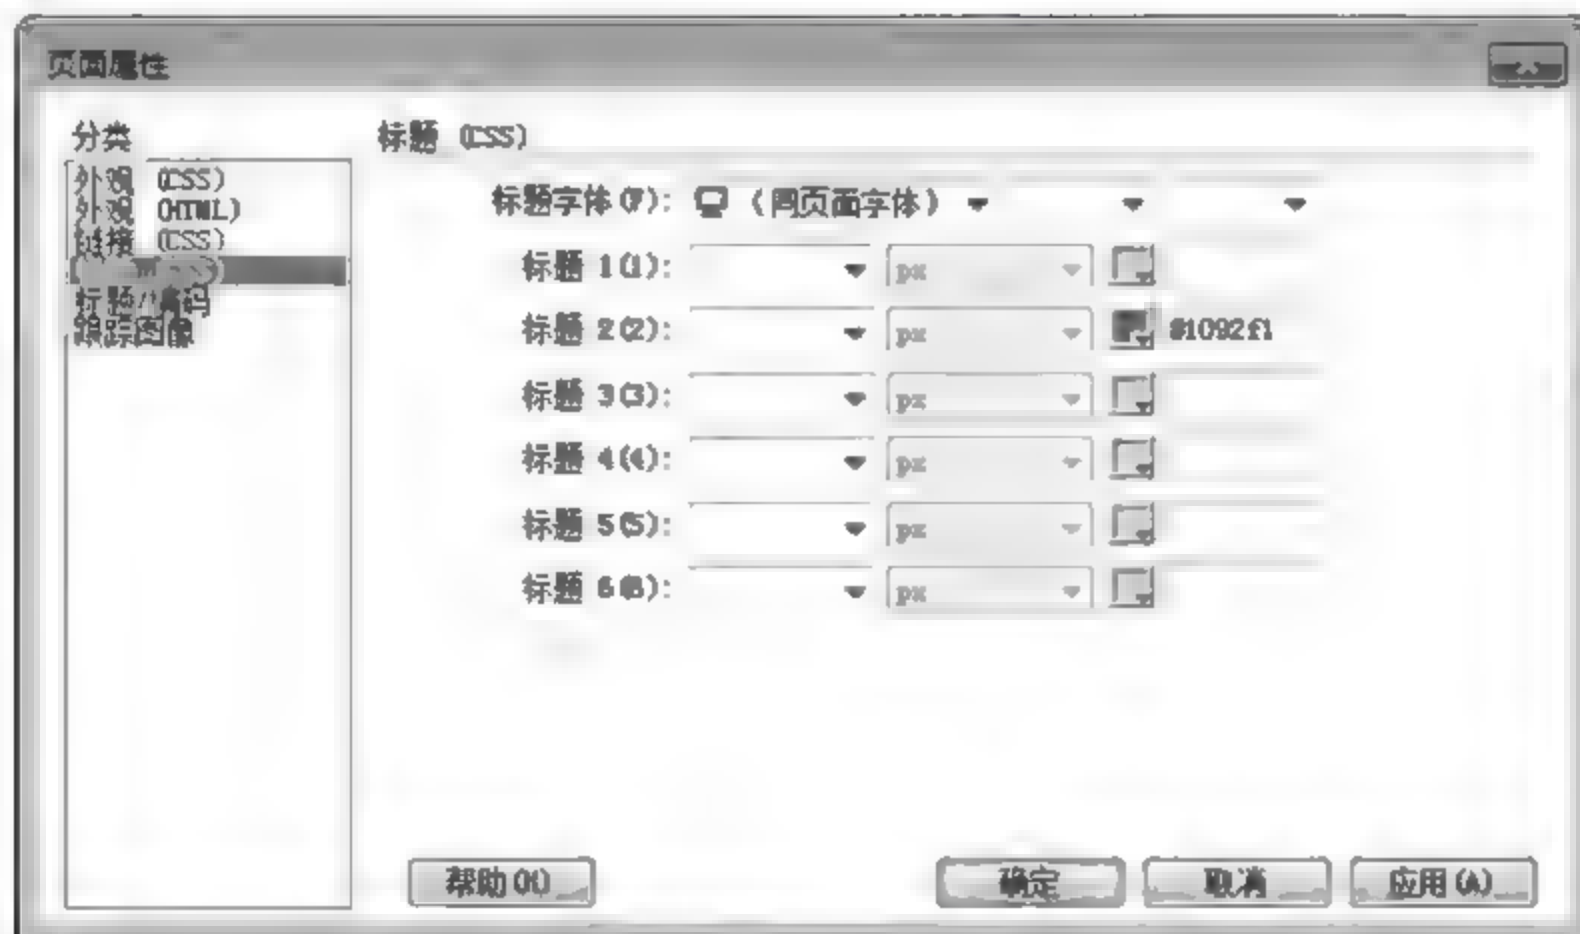 页面属性
分类
外观 (CSS)
外观 (HTML)
链接 (CSS)
标题/编码
跟踪图像
标题 (CSS)
标题字体(F): (同页面字体)
标题 1(1): px
标题 2(2): px #1092f1
标题 3(3): px
标题 4(4): px
标题 5(5): px
标题 6(6): px
帮助(H) 确定 取消 应用(A)